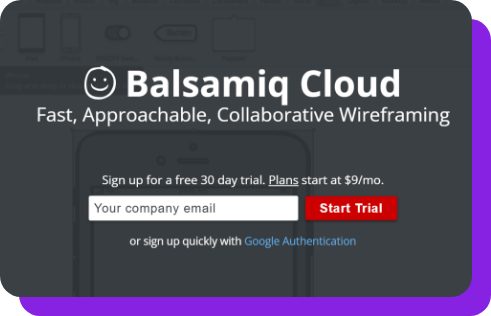 Balsamiq Cloud
Fast, Approachable, Collaborative Wireframing
Sign up for a free 30 day trial. Plans start at $9/mo.
Your company email
Start Trial
or sign up quickly with Google Authentication